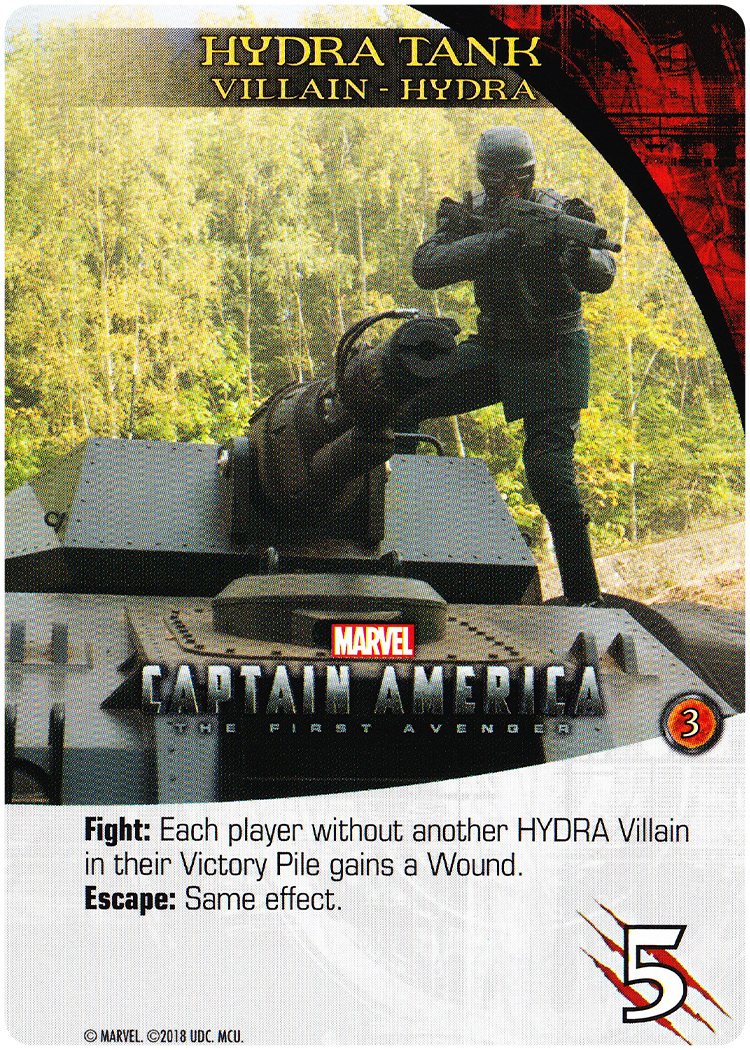 HYDRA TANK
VILLAIN - HYDRA
MARVEL
CAPTAIN AMERICA
THE FIRST AVENGER
3
Fight: Each player without another HYDRA Villain
in their Victory Pile gains a Wound.
Escape: Same effect.
5
© MARVEL. ©2018 UDC. MCU.